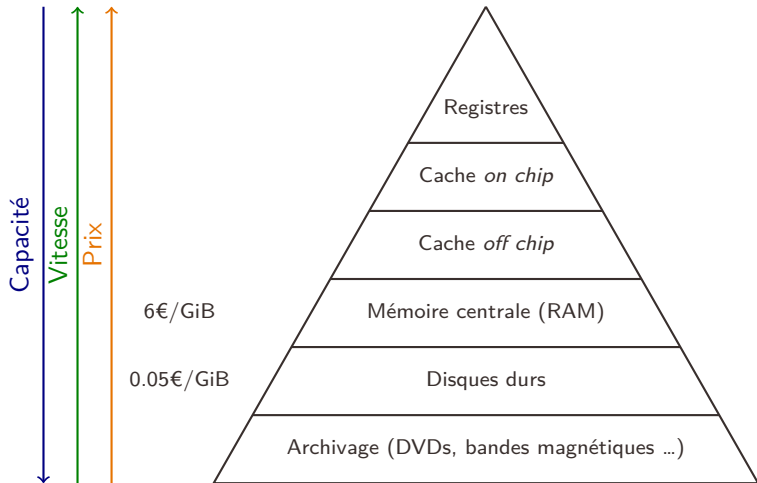 Capacité
Vitesse
Prix
Registres
Cache on chip
Cache off chip
6€/GiB
Mémoire centrale (RAM)
0.05€/GiB
Disques durs
Archivage (DVDs, bandes magnétiques ...)